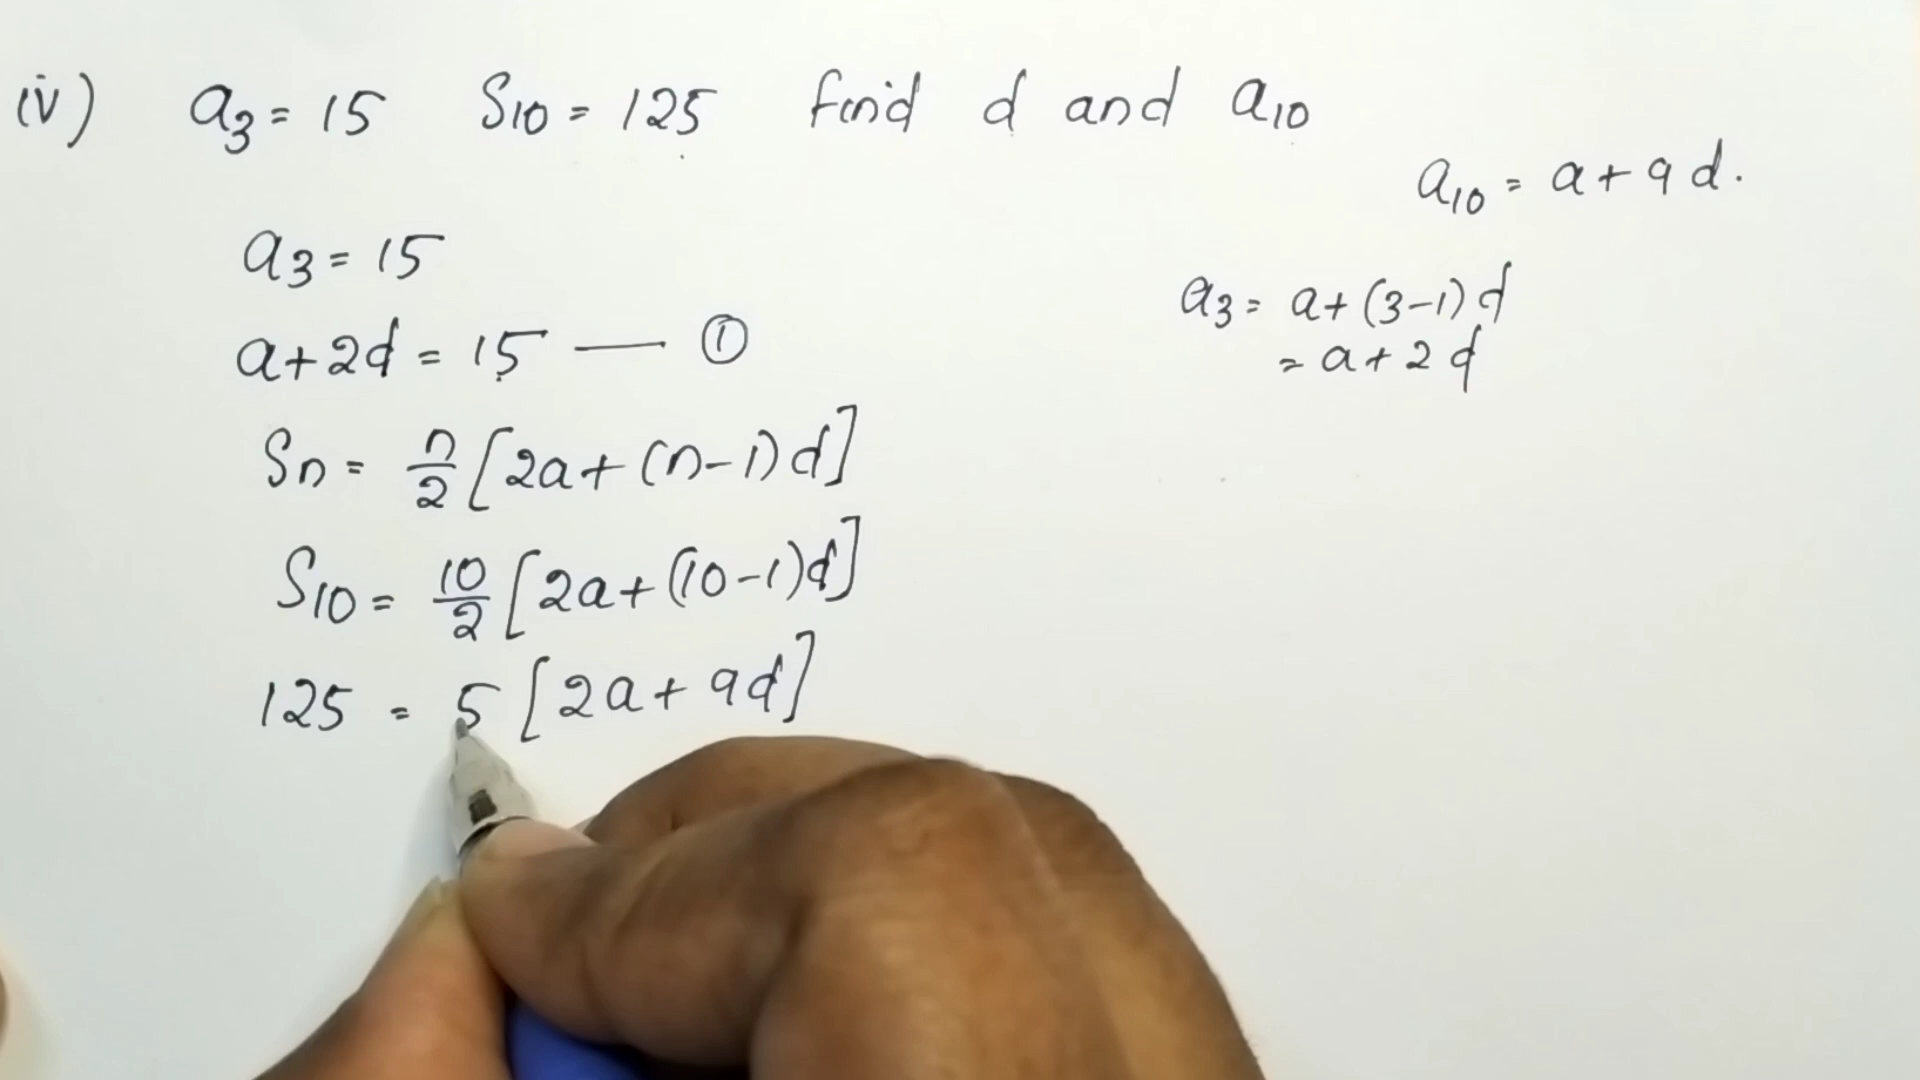 (iv) a₃ = 15 S₁₀ = 125 find d and a₁₀
a₁₀ = a + 9d.
a₃ = 15
a₃ = a + (3-1)d
a + 2d = 15 — ①
= a + 2d
Sn = n/2 [2a + (n-1)d]
S₁₀ = 10/2 [2a + (10-1)d]
125 = 5 [2a + 9d]